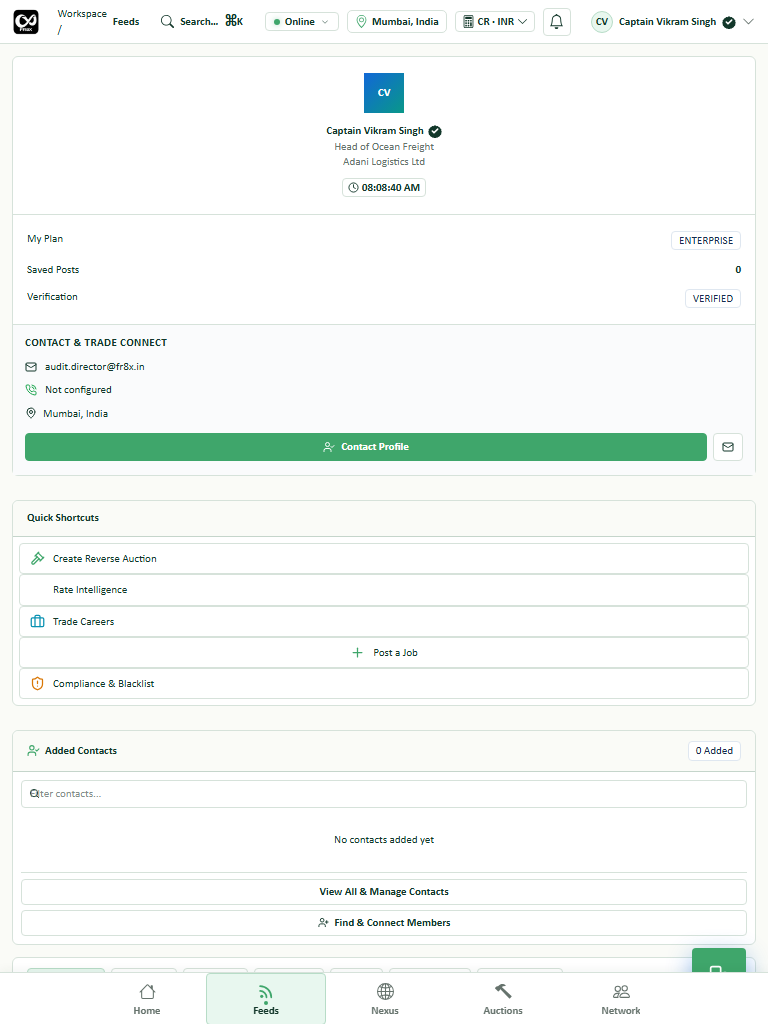 Workspace
/
Feeds
Search...
⌘K
Online
Mumbai, India
CR · INR
CV
Captain Vikram Singh
CV
Captain Vikram Singh
Head of Ocean Freight
Adani Logistics Ltd
08:08:40 AM
My Plan
ENTERPRISE
Saved Posts
0
Verification
VERIFIED
CONTACT & TRADE CONNECT
audit.director@fr8x.in
Not configured
Mumbai, India
Contact Profile
Quick Shortcuts
Create Reverse Auction
Rate Intelligence
Trade Careers
Post a Job
Compliance & Blacklist
Added Contacts
0 Added
contacts...
No contacts added yet
View All & Manage Contacts
Find & Connect Members
Home
Feeds
Nexus
Auctions
Network